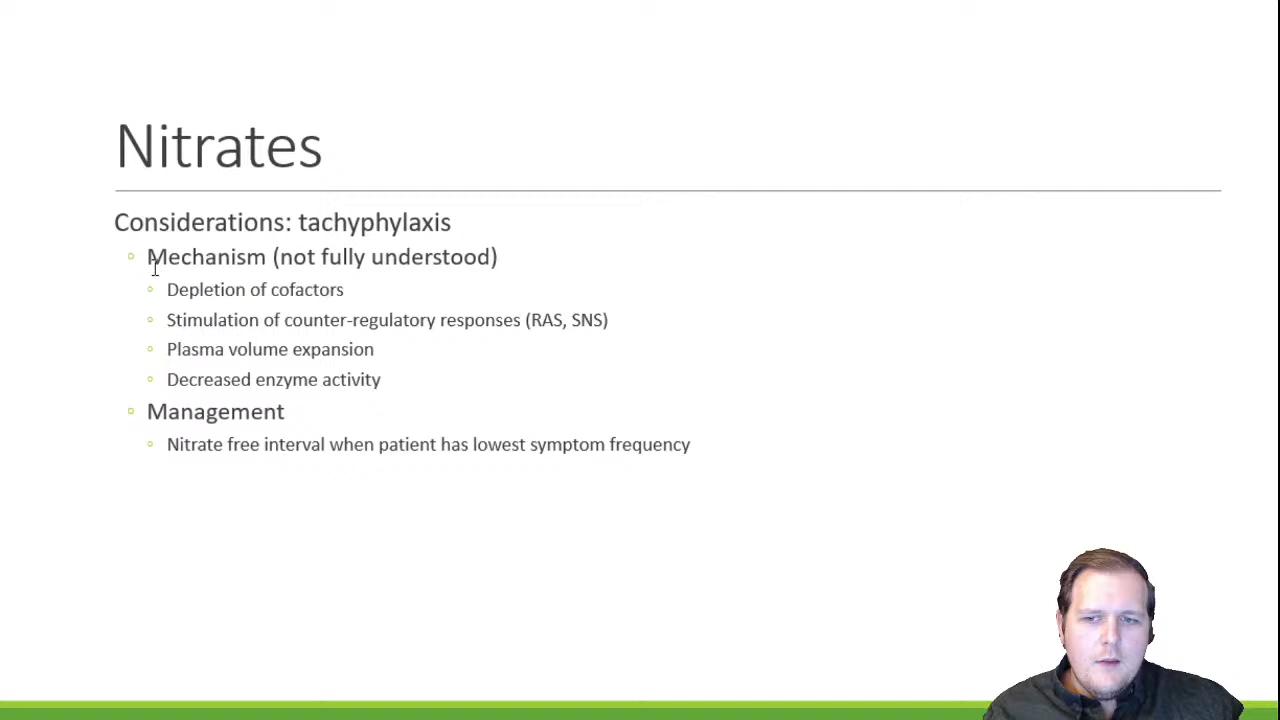 Nitrates
Considerations: tachyphylaxis
Mechanism (not fully understood)
Depletion of cofactors
Stimulation of counter-regulatory responses (RAS, SNS)
Plasma volume expansion
Decreased enzyme activity
Management
Nitrate free interval when patient has lowest symptom frequency